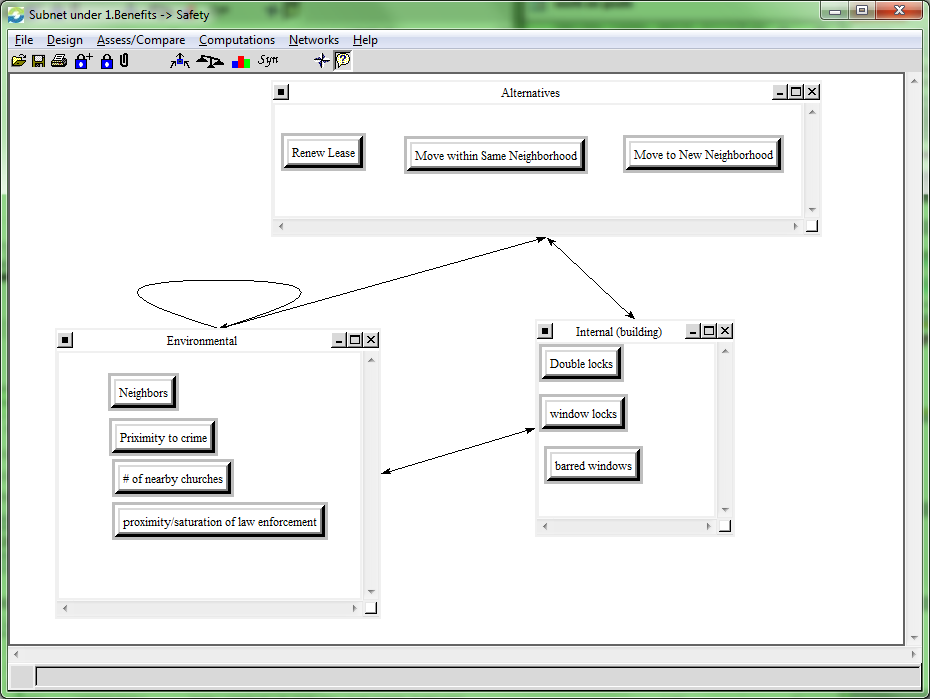 Subnet under 1.Benefits -> Safety
File Design Assess/Compare Computations Networks Help
Syn
Alternatives
Renew Lease
Move within Same Neighborhood
Move to New Neighborhood
Environmental
Neighbors
Priximity to crime
# of nearby churches
proximity/saturation of law enforcement
Internal (building)
Double locks
window locks
barred windows